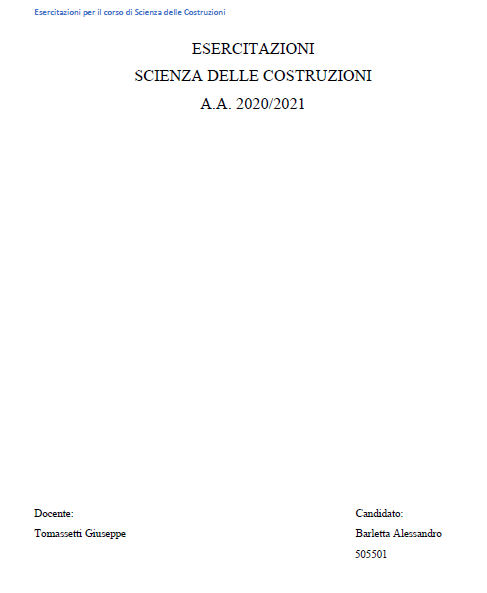 Esercitazioni per il corso di Scienza delle Costruzioni
ESERCITAZIONI
SCIENZA DELLE COSTRUZIONI
A.A. 2020/2021
Docente:
Tomassetti Giuseppe
Candidato:
Barletta Alessandro
505501